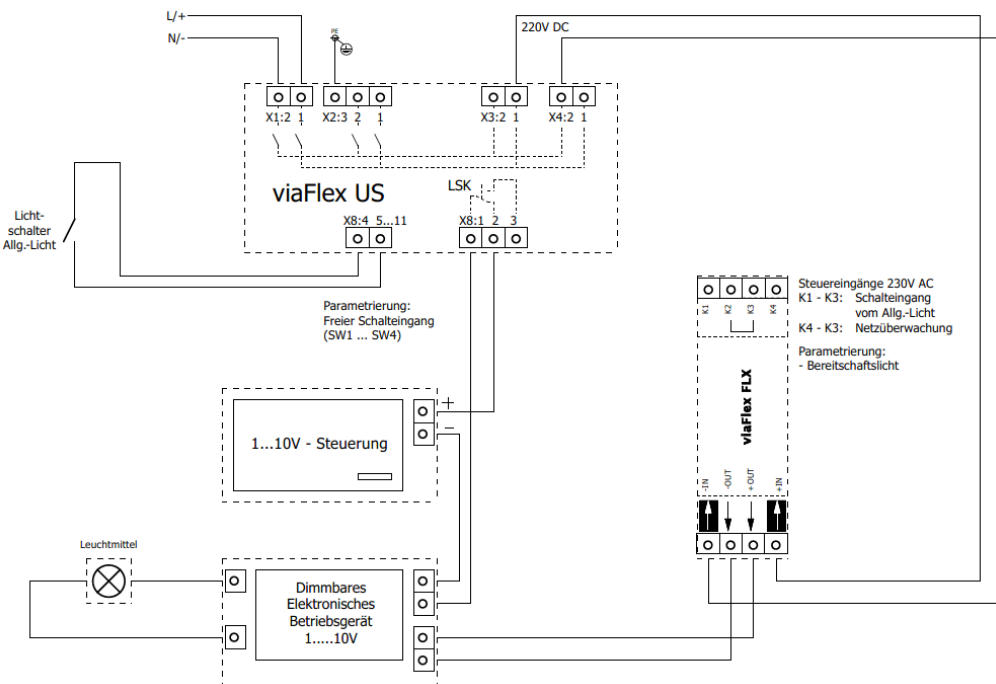 L/+
N/-
PE
220V DC
X1:2 1
X2:3 2 1
X3:2 1
X4:2 1
viaFlex US
LSK
X8:4 5...11
X8:1 2 3
Licht-
schalter
Allg.-Licht
Parametrierung:
Freier Schalteingang
(SW1 ... SW4)
Steuereingänge 230V AC
K1 - K3: Schalteingang
vom Allg.-Licht
K4 - K3: Netzüberwachung
Parametrierung:
- Bereitschaftslicht
K1
K2
K3
K4
viaFlex FLX
-IN
-OUT
+OUT
+IN
+
1...10V - Steuerung
-
Leuchtmittel
Dimmbares
Elektronisches
Betriebsgerät
1.....10V